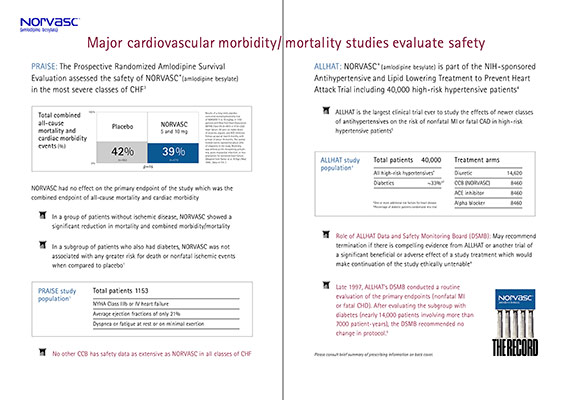 NORVASC
(amlodipine besylate)
Major cardiovascular morbidity/mortality studies evaluate safety
PRAISE: The Prospective Randomized Amlodipine Survival
Evaluation assessed the safety of NORVASC® (amlodipine besylate)
in the most severe classes of CHF¹
Total combined
all-cause
mortality and
cardiac morbidity
events (%)
Placebo
NORVASC
5 and 10 mg
42%
39%
NORVASC had no effect on the primary endpoint of the study which was the
combined endpoint of all-cause mortality and cardiac morbidity
In a group of patients without ischemic disease, NORVASC showed a
significant reduction in mortality and combined morbidity/mortality
In a subgroup of patients who also had diabetes, NORVASC was not
associated with any greater risk for death or nonfatal ischemic events
when compared to placebo
PRAISE study
population
Total patients 1153
NYHA Class IIIb or IV heart failure
Average ejection fractions of only 21%
Dyspnea or fatigue at rest or on minimal exertion
No other CCB has safety data as extensive as NORVASC in all classes of CHF
ALLHAT: NORVASC® (amlodipine besylate) is part of the NIH-sponsored
Antihypertensive and Lipid Lowering Treatment to Prevent Heart
Attack Trial including 40,000 high-risk hypertensive patients
ALLHAT is the largest clinical trial ever to study the effects of newer classes
of antihypertensives on the risk of nonfatal MI or fatal CAD in high-risk
hypertensive patients
ALLHAT study
population
Total patients 40,000
All high-risk hypertensives
Diabetics ~33%
Treatment arms
Diuretic 14,620
CCB (NORVASC) 8460
ACE inhibitor 8460
Alpha blocker 8460
Role of ALLHAT Data and Safety Monitoring Board (DSMB): May recommend
termination if there is compelling evidence from ALLHAT or another trial of
a significant beneficial or adverse effect of a study treatment which would
make continuation of the study ethically untenable
Late 1997, ALLHAT's DSMB conducted a routine
evaluation of the primary endpoints (nonfatal MI
or fatal CHD). After evaluating the subgroup with
diabetes (nearly 14,000 patients involving more than
7000 patient-years), the DSMB recommended no
change in protocol.
NORVASC
THE RECORD
Please consult brief summary of prescribing information on back cover.